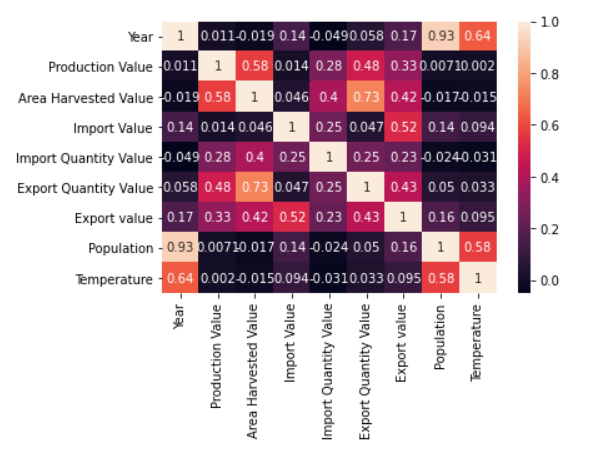 Year 1 0.011 -0.019 0.14 -0.049 0.058 0.17 0.93 0.64 1.0
Production Value 0.011 1 0.58 0.014 0.28 0.48 0.33 0.0071 0.002 0.8
Area Harvested Value -0.019 0.58 1 0.046 0.4 0.73 0.42 -0.017 -0.015
Import Value 0.14 0.014 0.046 1 0.25 0.047 0.52 0.14 0.094 0.6
Import Quantity Value -0.049 0.28 0.4 0.25 1 0.25 0.23 -0.024 -0.031 0.4
Export Quantity Value 0.058 0.48 0.73 0.047 0.25 1 0.43 0.05 0.033
Export value 0.17 0.33 0.42 0.52 0.23 0.43 1 0.16 0.095 0.2
Population 0.93 0.0071 -0.017 0.14 -0.024 0.05 0.16 1 0.58
Temperature 0.64 0.002 -0.015 0.094 -0.031 0.033 0.095 0.58 1 0.0
Year
Production Value
Area Harvested Value
Import Value
Import Quantity Value
Export Quantity Value
Export value
Population
Temperature